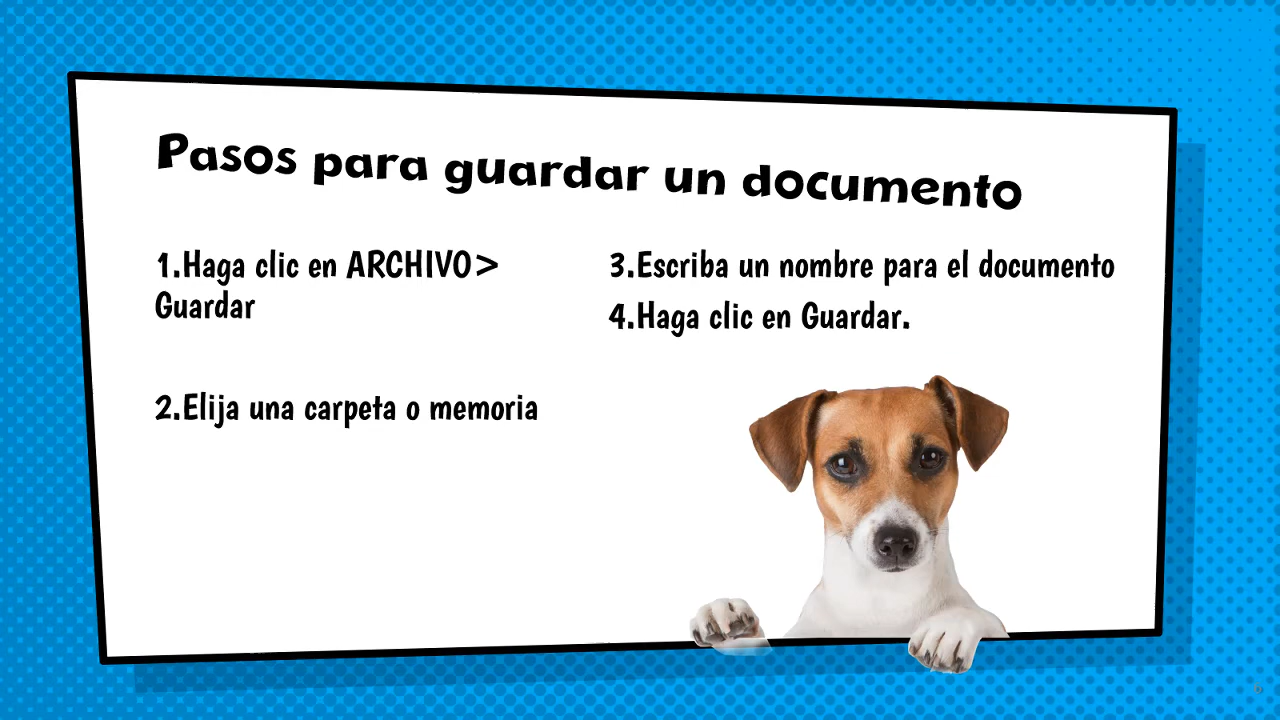 Pasos para guardar un documento
1.Haga clic en ARCHIVO>
Guardar
2.Elija una carpeta o memoria
3.Escriba un nombre para el documento
4.Haga clic en Guardar.